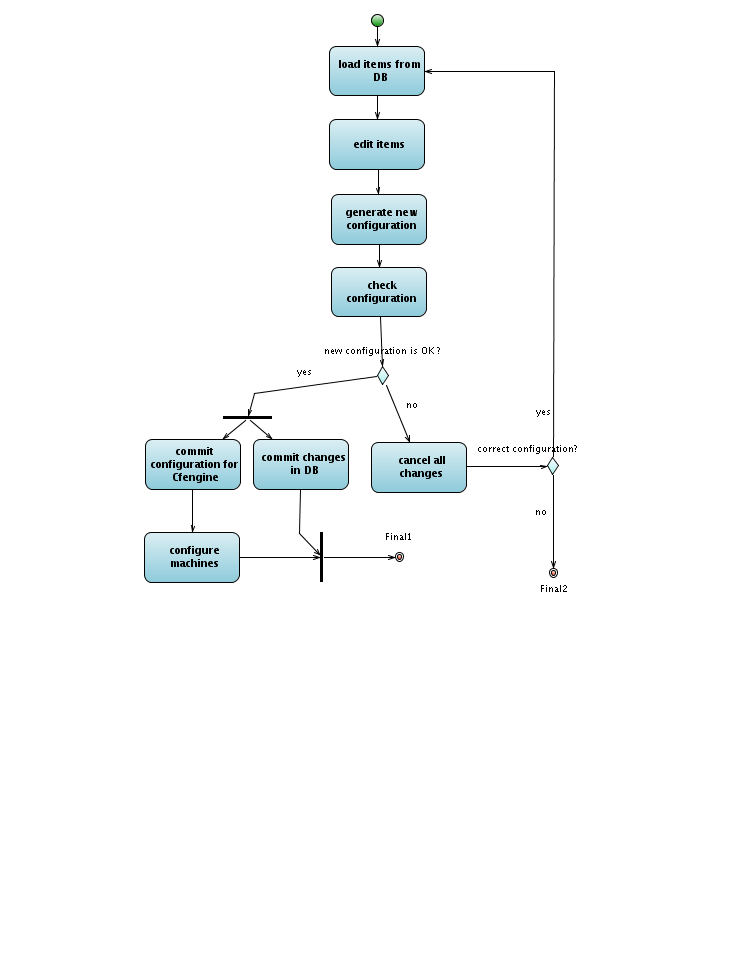 load items from
DB
edit items
generate new
configuration
check
configuration
new configuration is OK?
yes
no
yes
commit
configuration for
Cfengine
commit changes
in DB
cancel all
changes
correct configuration?
no
configure
machines
Final1
Final2